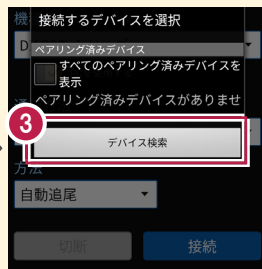 機
接続するデバイスを選択
ペアリング済みデバイス
D
すべてのペアリング済みデバイスを
表示
ペアリング済みデバイスがありませ
3
デバイス検索
方法
自動追尾
切断
接続